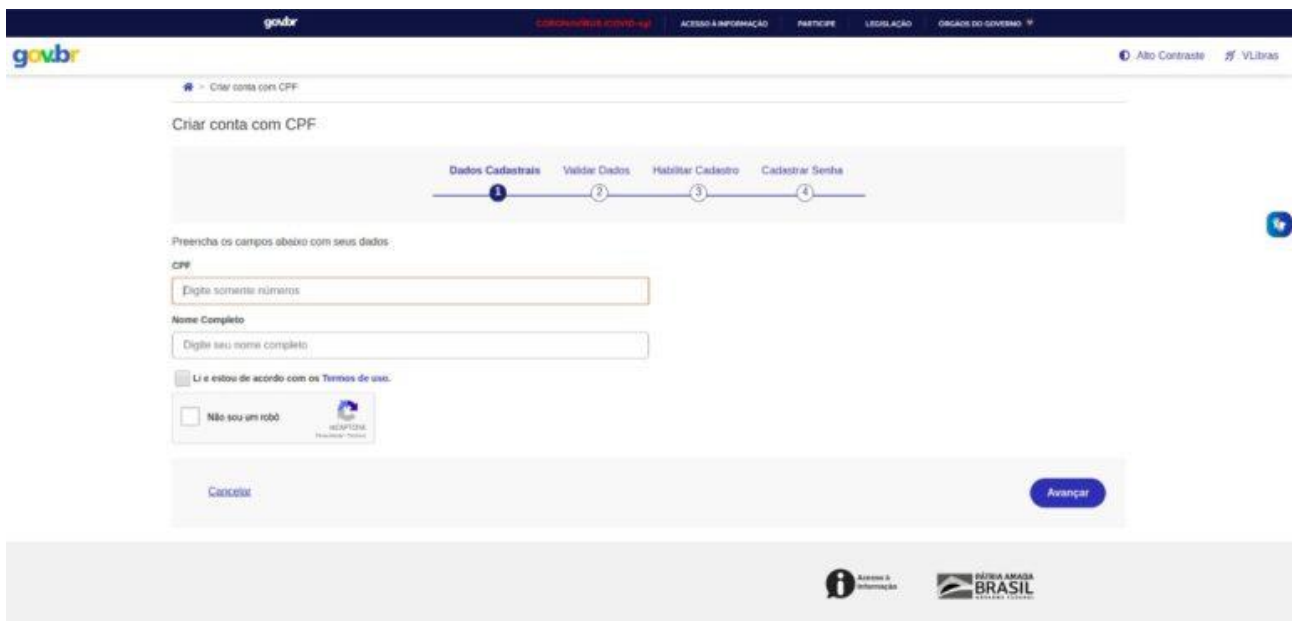 gov.br CORONAVÍRUS (COVID-19) ACESSO À INFORMAÇÃO PARTICIPE LEGISLAÇÃO ÓRGÃOS DO GOVERNO
gov.br Alto Contraste VLibras
> Criar conta com CPF
Criar conta com CPF
Dados Cadastrais Validar Dados Habilitar Cadastro Cadastrar Senha
1 2 3 4
Preencha os campos abaixo com seus dados
CPF
Digite somente números
Nome Completo
Digite seu nome completo
Li e estou de acordo com os Termos de uso.
Não sou um robô
reCAPTCHA
Cancelar Avançar
Acesso à
Informação
PÁTRIA AMADA
BRASIL
GOVERNO FEDERAL